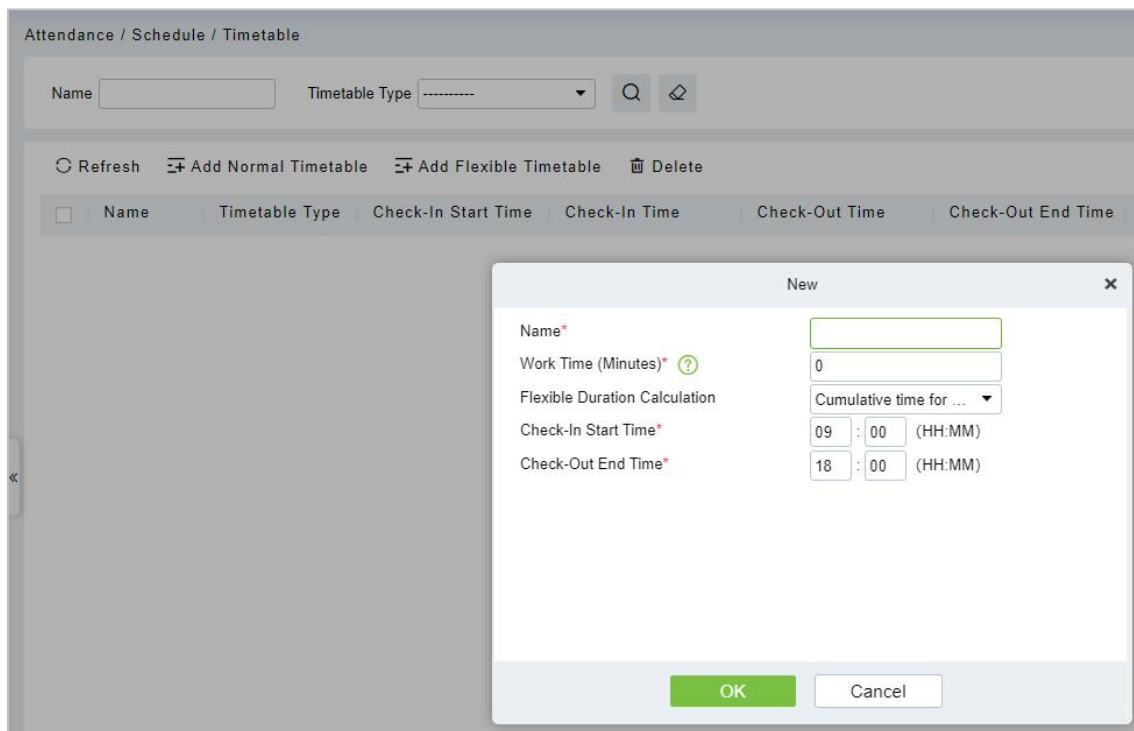 Attendance / Schedule / Timetable
Name Timetable Type ----------
Refresh Add Normal Timetable Add Flexible Timetable Delete
Name Timetable Type Check-In Start Time Check-In Time Check-Out Time Check-Out End Time
New ×
Name*
Work Time (Minutes)* ? 0
Flexible Duration Calculation Cumulative time for ...
Check-In Start Time* 09 : 00 (HH:MM)
Check-Out End Time* 18 : 00 (HH:MM)
«
OK Cancel